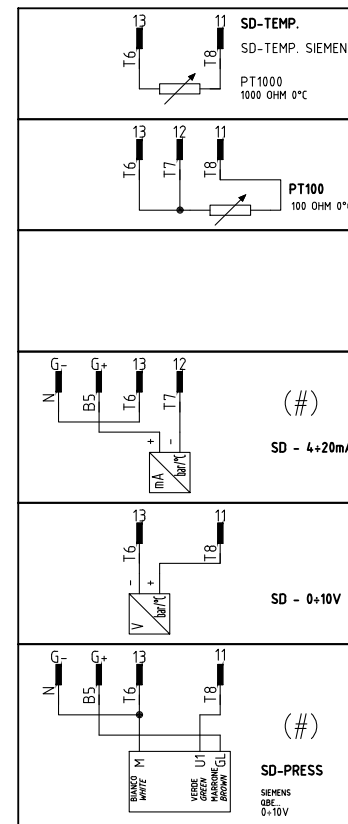 13 11 SD-TEMP.
SD-TEMP. SIEMEN
T6 T8
PT1000
1000 OHM 0°C
13 12 11
T6 T7 T8
PT100
100 OHM 0°
G- G+ 13 12
N B5 T6 T7
(#)
+ -
mA bar/°C
SD - 4÷20mA
13 11
T6 T8
- +
V bar/°C
SD - 0÷10V
G- G+ 13 11
N B5 T6 T8
(#)
M U1 GL
BIANCO VERDE MARRONE
WHITE GREEN BROWN
SD-PRESS
SIEMENS
QBE...
0÷10V